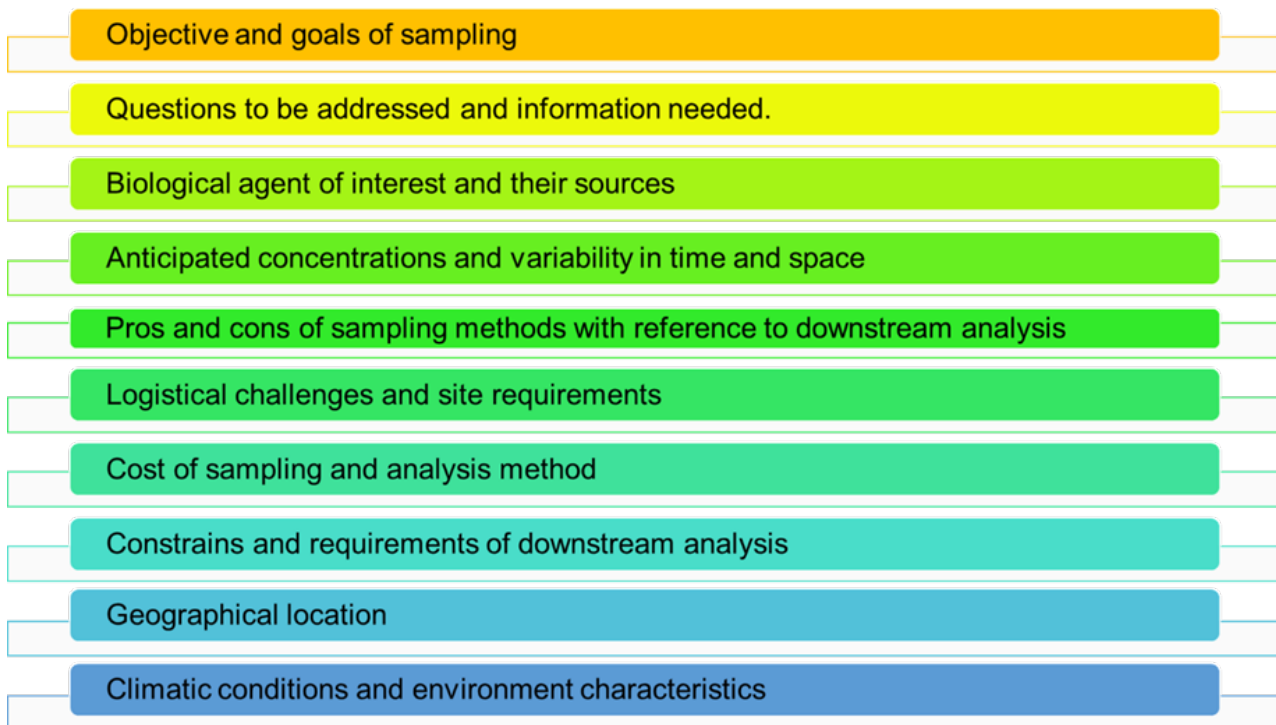 Objective and goals of sampling
Questions to be addressed and information needed.
Biological agent of interest and their sources
Anticipated concentrations and variability in time and space
Pros and cons of sampling methods with reference to downstream analysis
Logistical challenges and site requirements
Cost of sampling and analysis method
Constrains and requirements of downstream analysis
Geographical location
Climatic conditions and environment characteristics